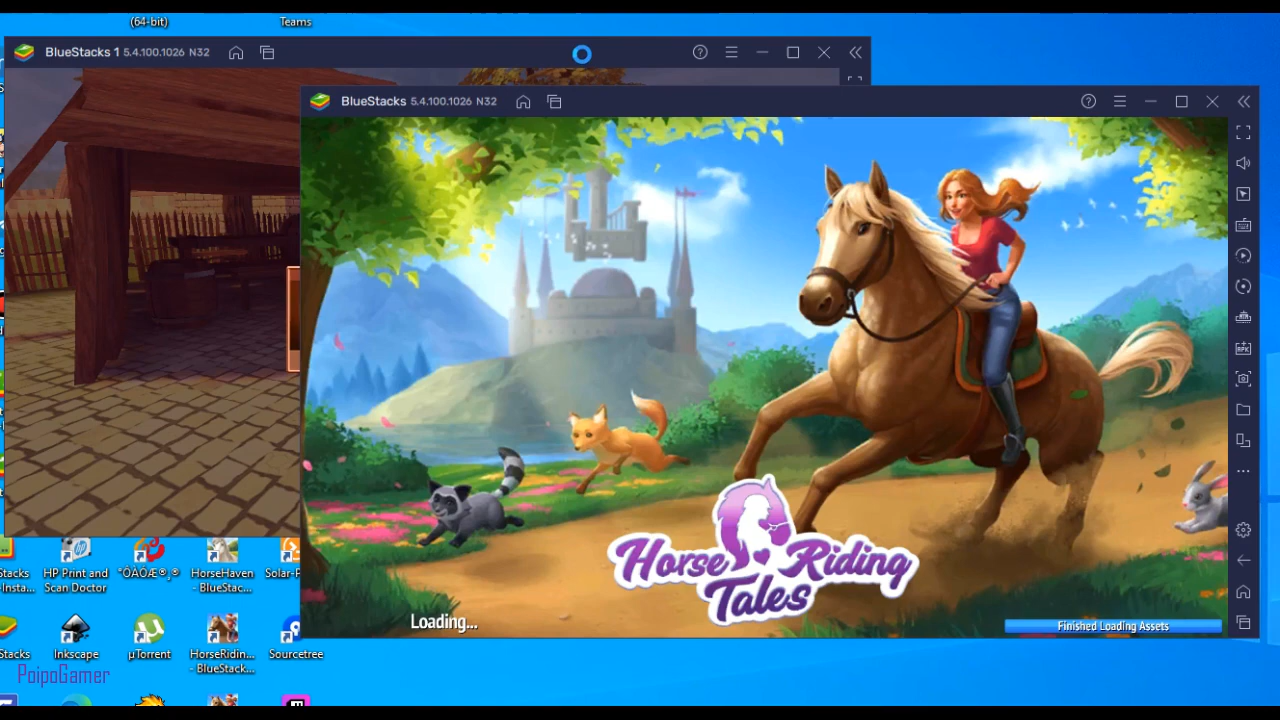 (64-bit)
Teams
BlueStacks 1 5.4.100.1026 N32
BlueStacks 5.4.100.1026 N32
Horse Riding
Tales
Loading...
Finished Loading Assets
Stacks
-Insta...
HP Print and
Scan Doctor
°ÔÀÓÆ®¸®
HorseHaven
- BlueStac...
Solar-P
Stacks
Inkscape
µTorrent
HorseRidin...
- BlueStack...
Sourcetree
PoipoGamer